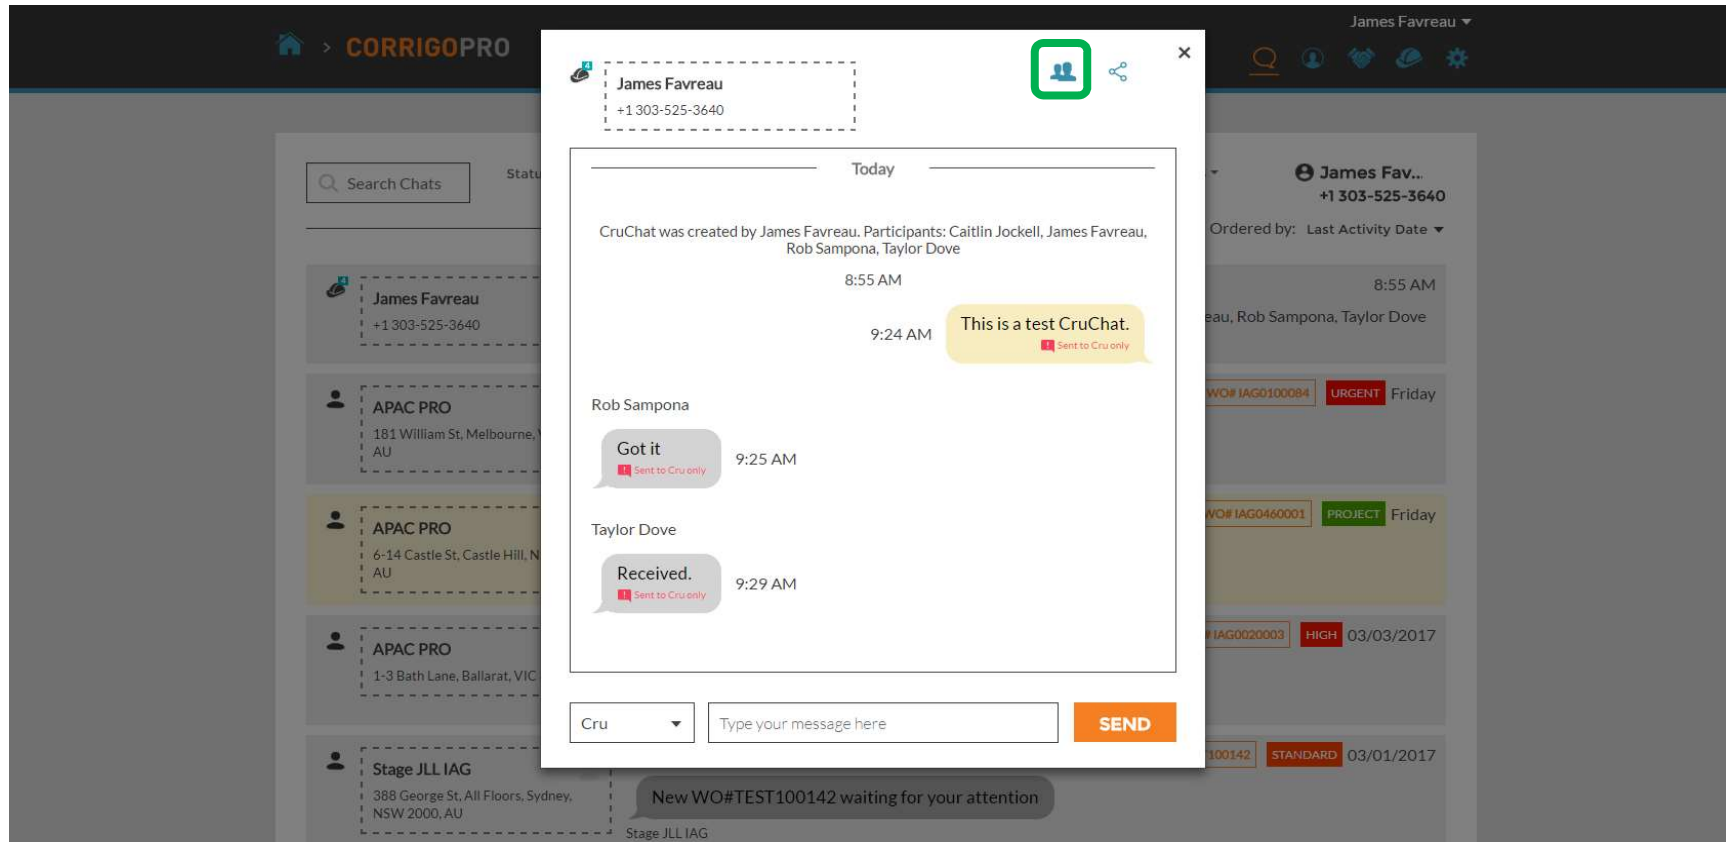 James Favreau
> CORRIGOPRO
4
James Favreau
+1 303-525-3640
×
Search Chats
Statu
James Fav...
+1 303-525-3640
Ordered by: Last Activity Date
Today
CruChat was created by James Favreau. Participants: Caitlin Jockell, James Favreau,
Rob Sampona, Taylor Dove
8:55 AM
9:24 AM
This is a test CruChat.
Sent to Cru only
Rob Sampona
Got it
Sent to Cru only
9:25 AM
Taylor Dove
Received.
Sent to Cru only
9:29 AM
Cru
Type your message here
SEND
4
James Favreau
+1 303-525-3640
8:55 AM
eau, Rob Sampona, Taylor Dove
APAC PRO
181 William St, Melbourne,
AU
WO# IAG0100084 URGENT Friday
APAC PRO
6-14 Castle St, Castle Hill, N
AU
WO# IAG0460001 PROJECT Friday
APAC PRO
1-3 Bath Lane, Ballarat, VIC
# IAG0020003 HIGH 03/03/2017
Stage JLL IAG
388 George St, All Floors, Sydney,
NSW 2000, AU
100142 STANDARD 03/01/2017
New WO#TEST100142 waiting for your attention
Stage JLL IAG